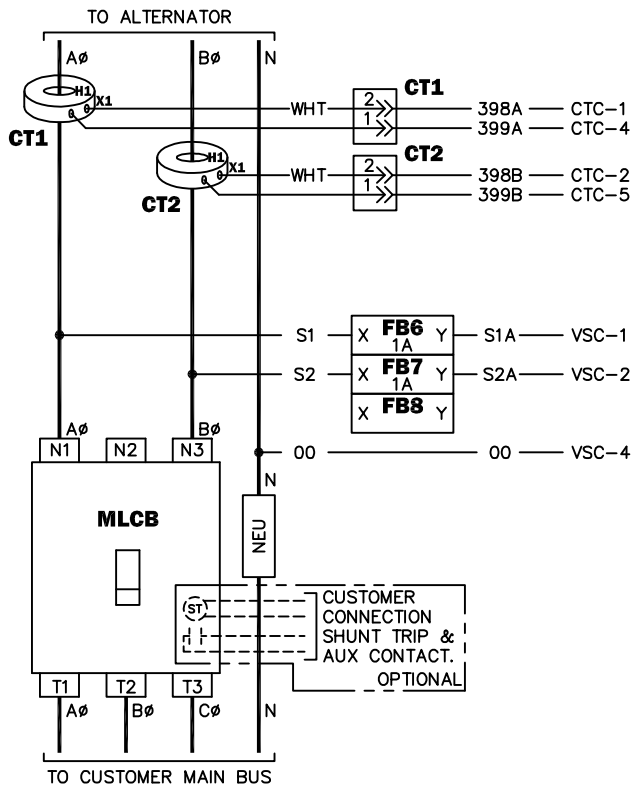 TO ALTERNATOR
AØ BØ N
H1
X1
CT1
WHT 2 398A CTC-1
1 399A CTC-4
CT1
H1
X1
CT2
WHT 2 398B CTC-2
1 399B CTC-5
CT2
S1 X FB6 Y S1A VSC-1
1A
S2 X FB7 Y S2A VSC-2
1A
X FB8 Y
AØ BØ
N1 N2 N3
00 00 VSC-4
N
MLCB
NEU
ST
CUSTOMER
CONNECTION
SHUNT TRIP &
AUX CONTACT.
OPTIONAL
T1 T2 T3
AØ BØ CØ N
TO CUSTOMER MAIN BUS